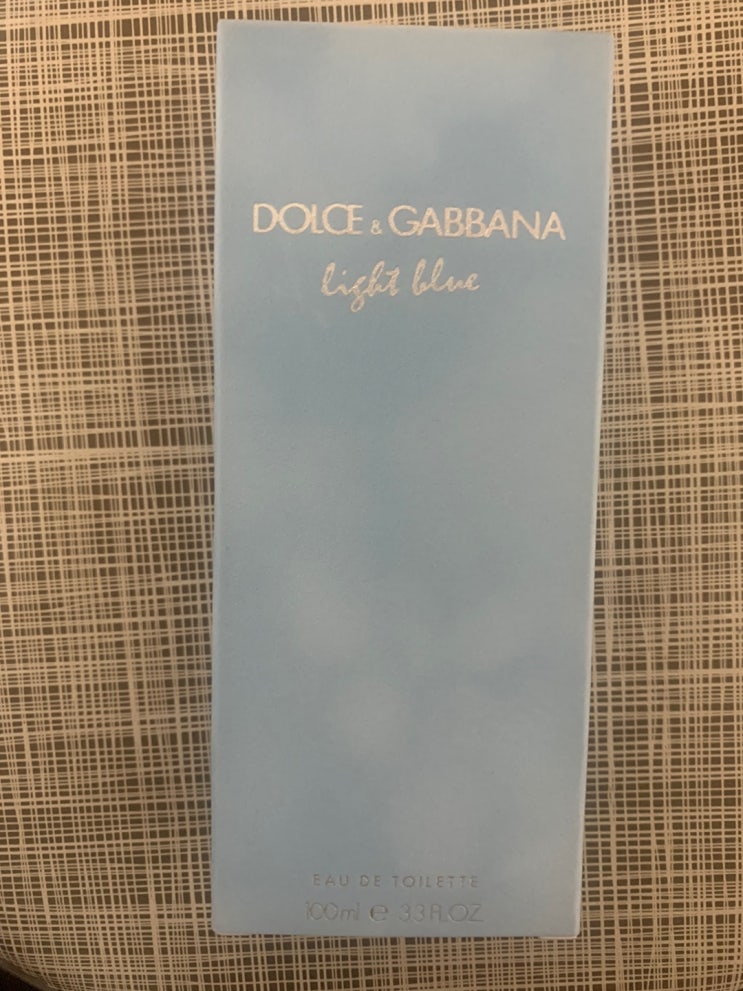 DOLCE & GABBANA
light blue
EAU DE TOILETTE
100ml ℮ 3.3 FL.OZ.